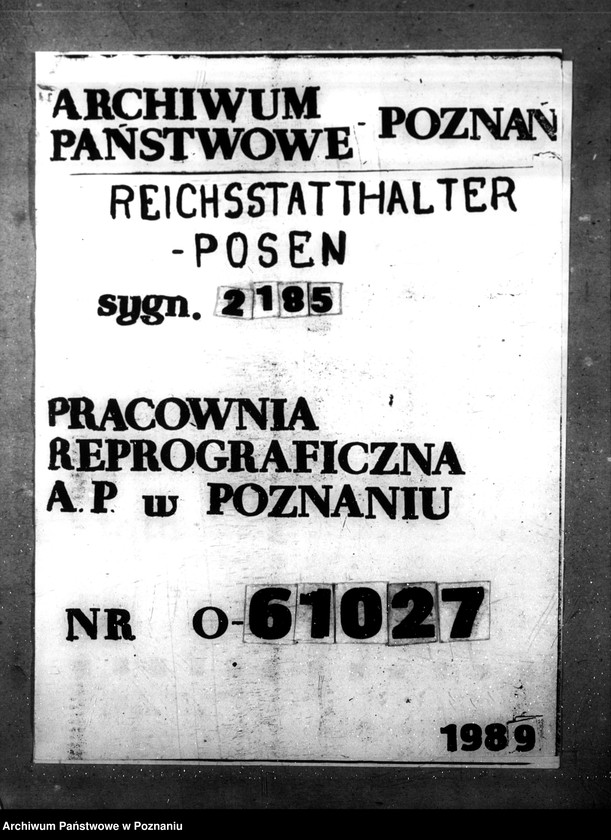 ARCHIWUM
PAŃSTWOWE - POZNAŃ
REICHSSTATTHALTER
-POSEN
sygn. 2185
PRACOWNIA
REPROGRAFICZNA
A.P. w POZNANIU
NR O-61027
1989
Archiwum Państwowe w Poznaniu